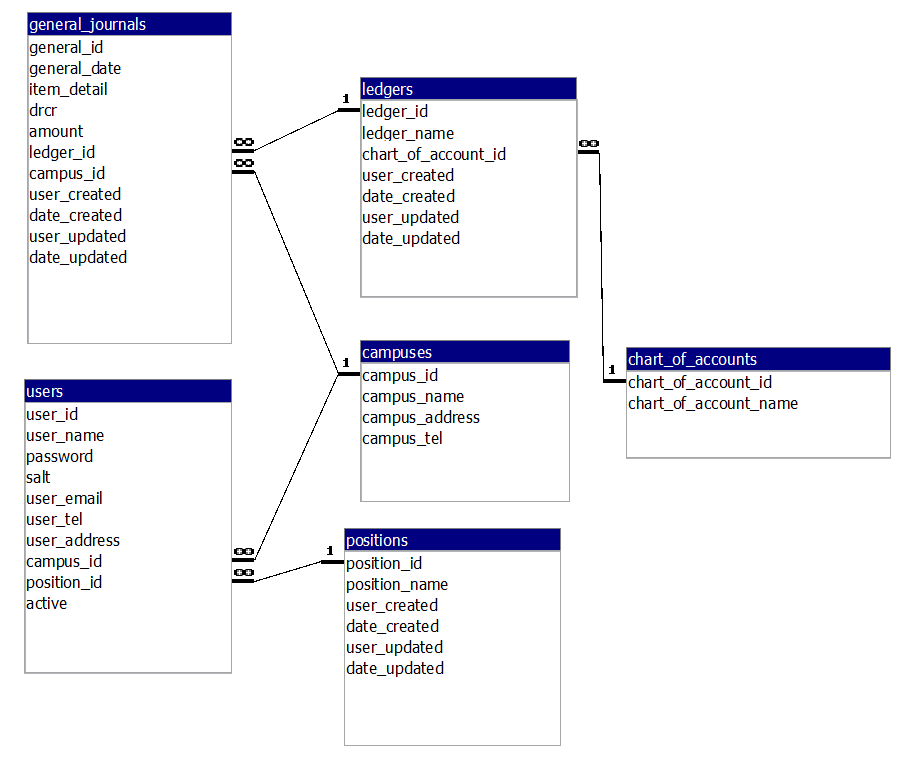 general_journals
general_id
general_date
item_detail
drcr
amount
ledger_id
campus_id
user_created
date_created
user_updated
date_updated
∞
∞
1
ledgers
ledger_id
ledger_name
chart_of_account_id
user_created
date_created
user_updated
date_updated
∞
1
campuses
campus_id
campus_name
campus_address
campus_tel
1
chart_of_accounts
chart_of_account_id
chart_of_account_name
users
user_id
user_name
password
salt
user_email
user_tel
user_address
campus_id
position_id
active
∞
∞
1
positions
position_id
position_name
user_created
date_created
user_updated
date_updated